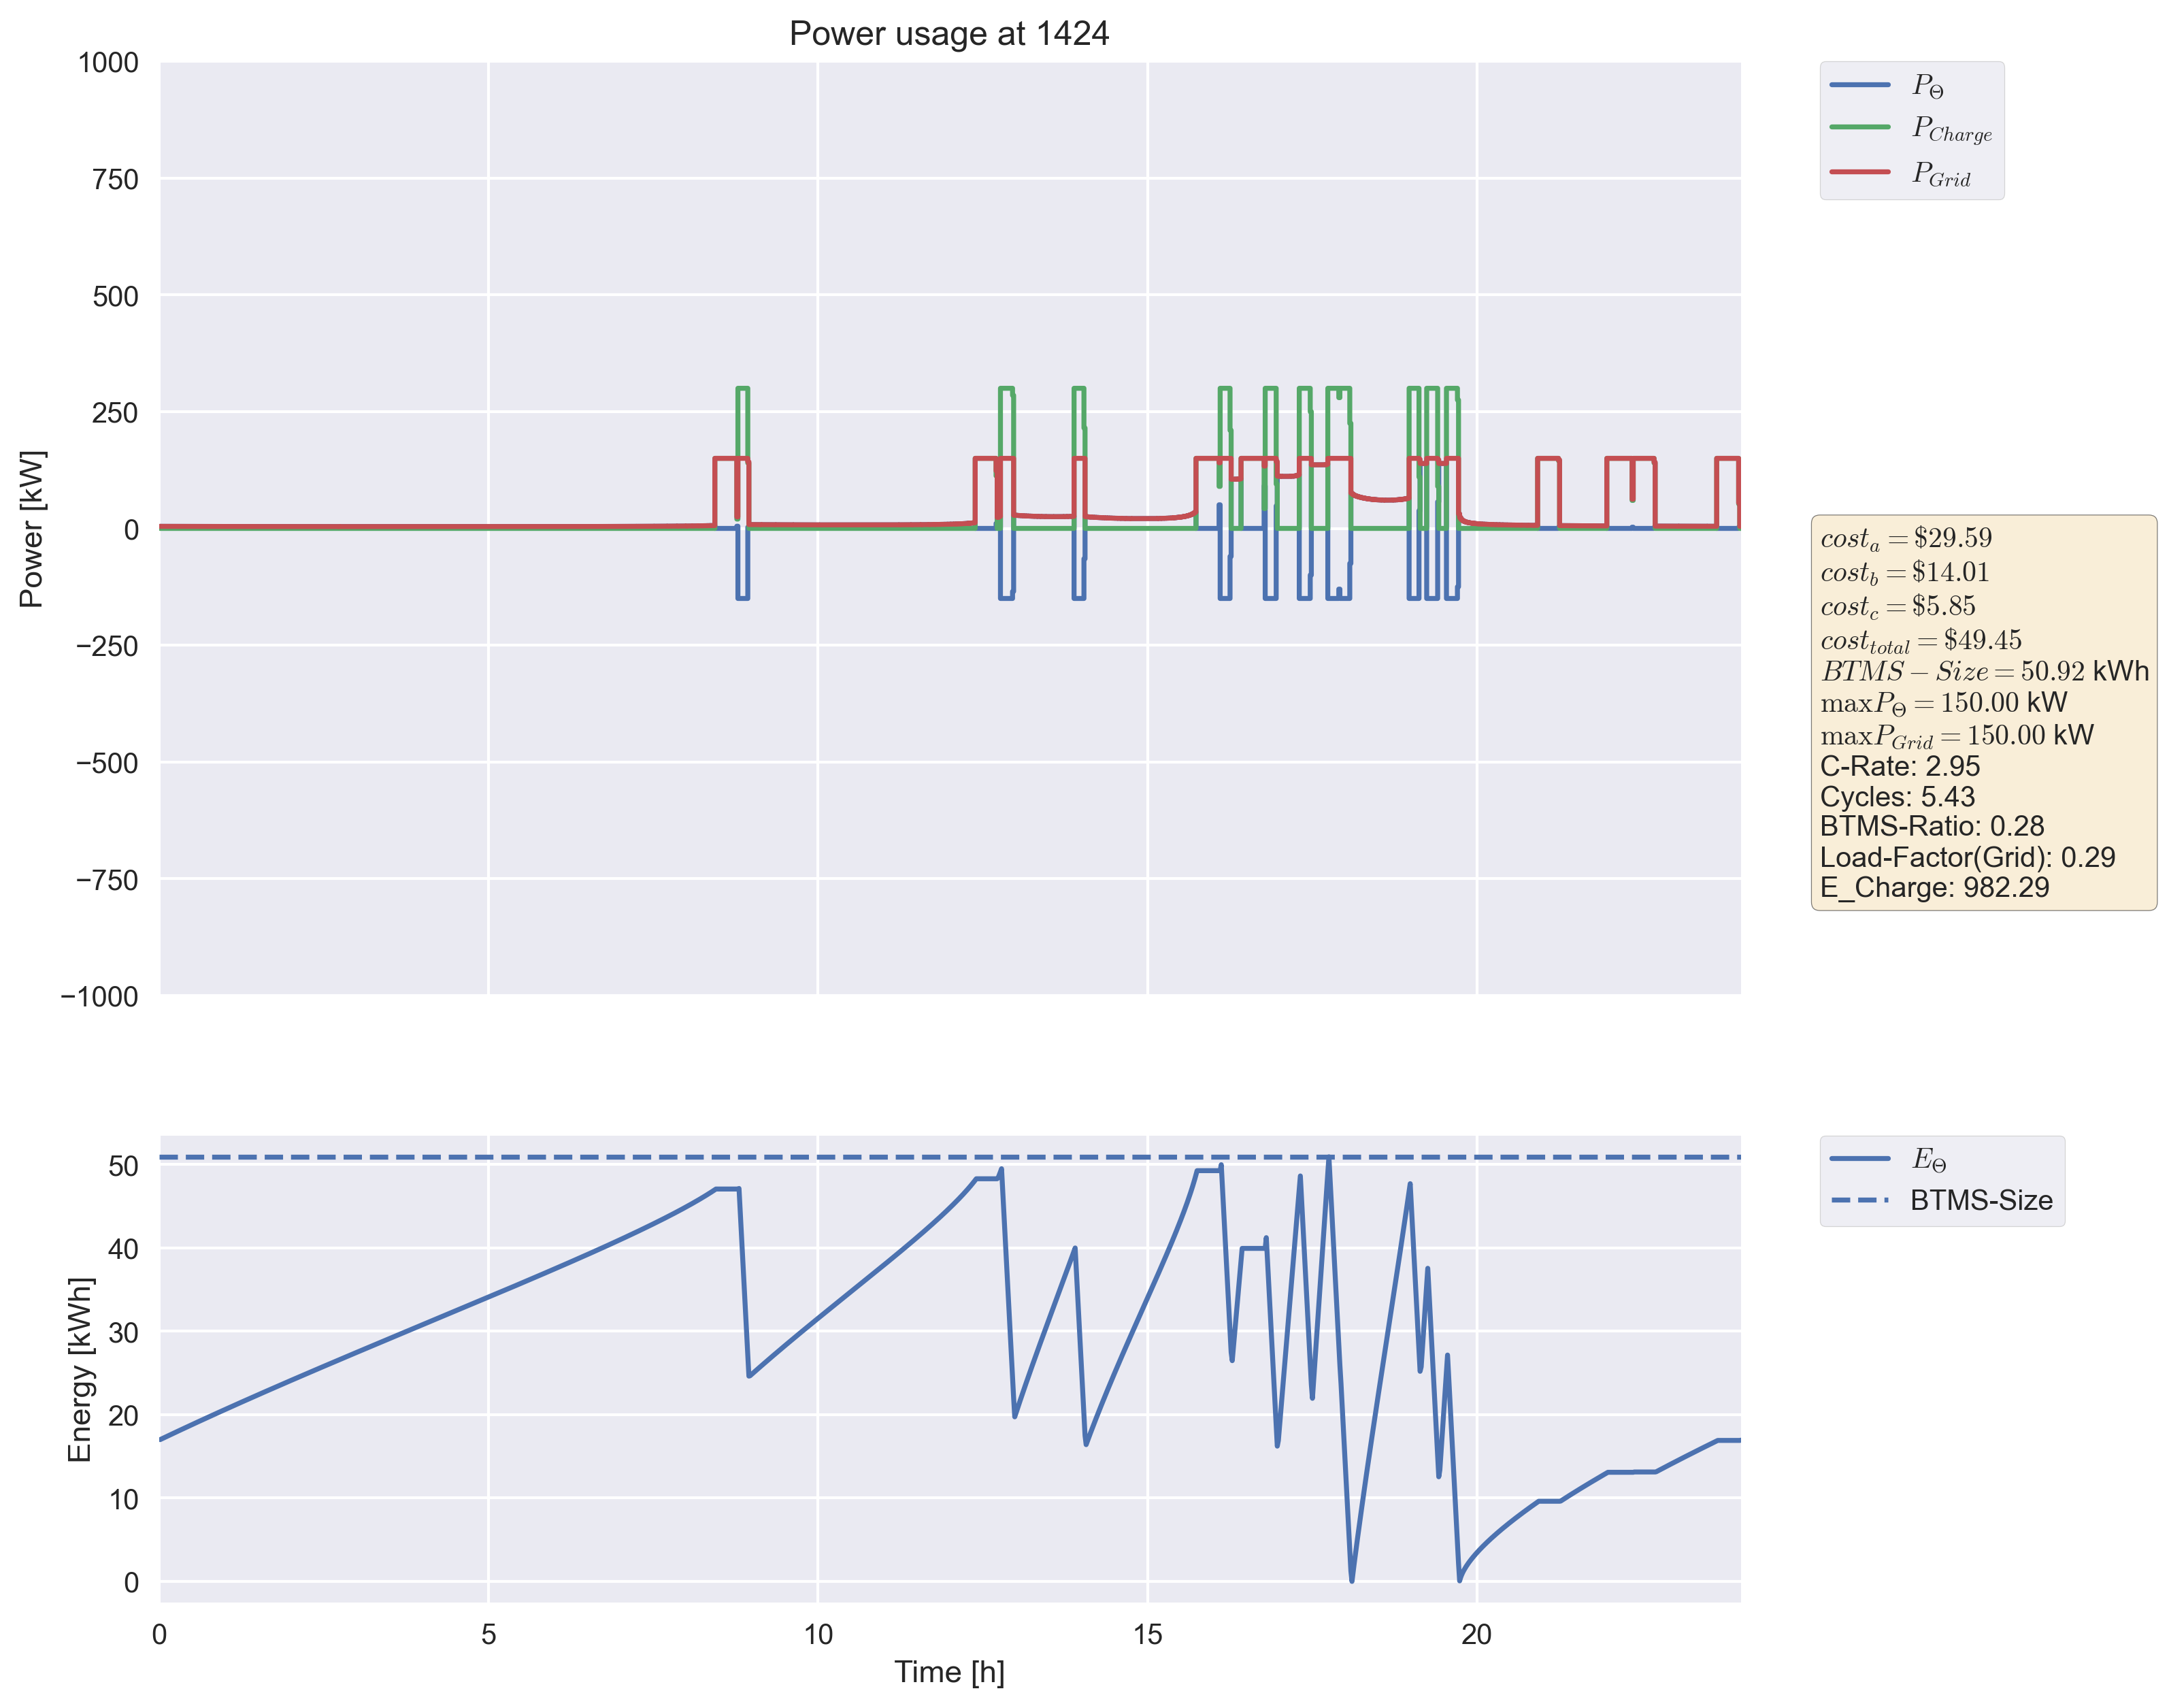 Power usage at 1424
1000
750
500
250
0
−250
−500
−750
−1000
Power [kW]
P_Θ
P_Charge
P_Grid
cost_a = $29.59
cost_b = $14.01
cost_c = $5.85
cost_total = $49.45
BTMS − Size = 50.92 kWh
maxP_Θ = 150.00 kW
maxP_Grid = 150.00 kW
C-Rate: 2.95
Cycles: 5.43
BTMS-Ratio: 0.28
Load-Factor(Grid): 0.29
E_Charge: 982.29
50
40
30
20
10
0
Energy [kWh]
E_Θ
BTMS-Size
0 5 10 15 20
Time [h]